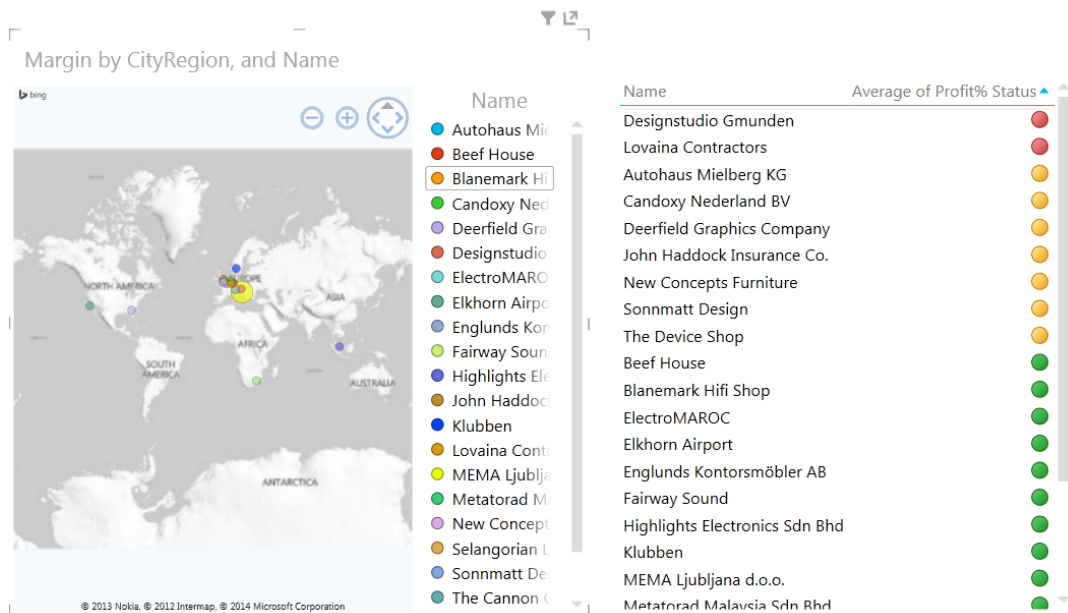 Margin by CityRegion, and Name
bing
NORTH AMERICA
EUROPE
ASIA
AFRICA
SOUTH
AMERICA
AUSTRALIA
ANTARCTICA
© 2013 Nokia, © 2012 Intermap, © 2014 Microsoft Corporation
Name
Autohaus Mie
Beef House
Blanemark Hi
Candoxy Ned
Deerfield Gra
Designstudio
ElectroMARO
Elkhorn Airpo
Englunds Kon
Fairway Soun
Highlights Ele
John Haddoc
Klubben
Lovaina Cont
MEMA Ljublja
Metatorad M
New Concept
Selangorian L
Sonnmatt De
The Cannon
Name Average of Profit% Status
Designstudio Gmunden
Lovaina Contractors
Autohaus Mielberg KG
Candoxy Nederland BV
Deerfield Graphics Company
John Haddock Insurance Co.
New Concepts Furniture
Sonnmatt Design
The Device Shop
Beef House
Blanemark Hifi Shop
ElectroMAROC
Elkhorn Airport
Englunds Kontorsmöbler AB
Fairway Sound
Highlights Electronics Sdn Bhd
Klubben
MEMA Ljubljana d.o.o.
Metatorad Malaysia Sdn Bhd